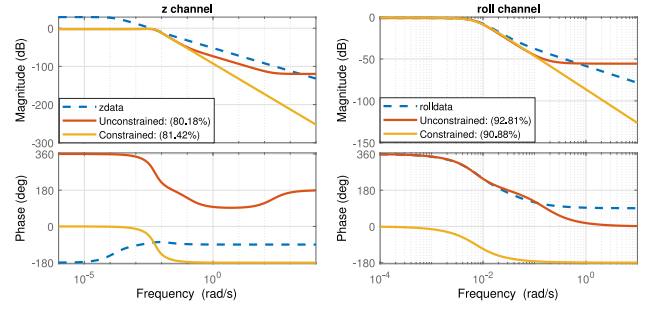 z channel
Magnitude (dB)
0
-100
-200
-300
zdata
Unconstrained: (80.18%)
Constrained: (81.42%)
Phase (deg)
360
180
0
-180
10^-5
10^0
Frequency (rad/s)
roll channel
Magnitude (dB)
0
-50
-100
-150
rolldata
Unconstrained: (92.81%)
Constrained: (90.88%)
Phase (deg)
360
180
0
-180
10^-4
10^-2
10^0
Frequency (rad/s)